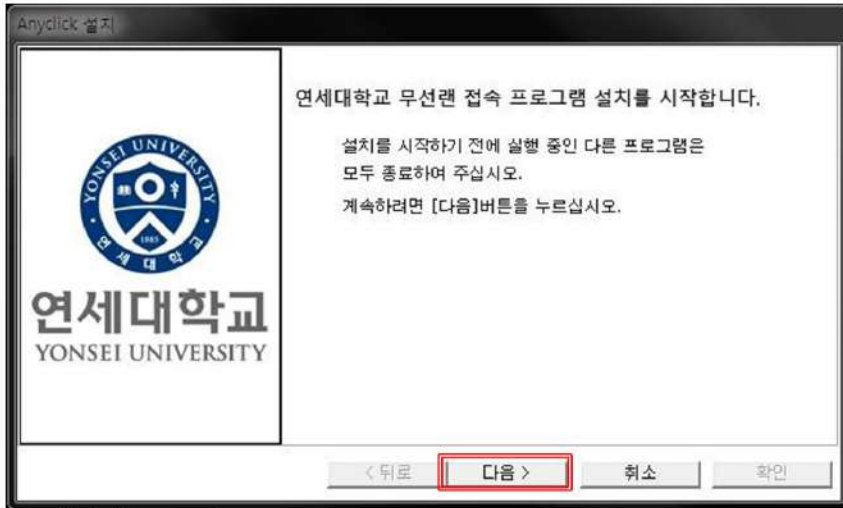 Anyclick 설치
연세대학교 무선랜 접속 프로그램 설치를 시작합니다.
설치를 시작하기 전에 실행 중인 다른 프로그램은
모두 종료하여 주십시오.
계속하려면 [다음]버튼을 누르십시오.
YONSEI UNIVERSITY
1885
연세대학교
연세대학교
YONSEI UNIVERSITY
< 뒤로
다음 >
취소
확인